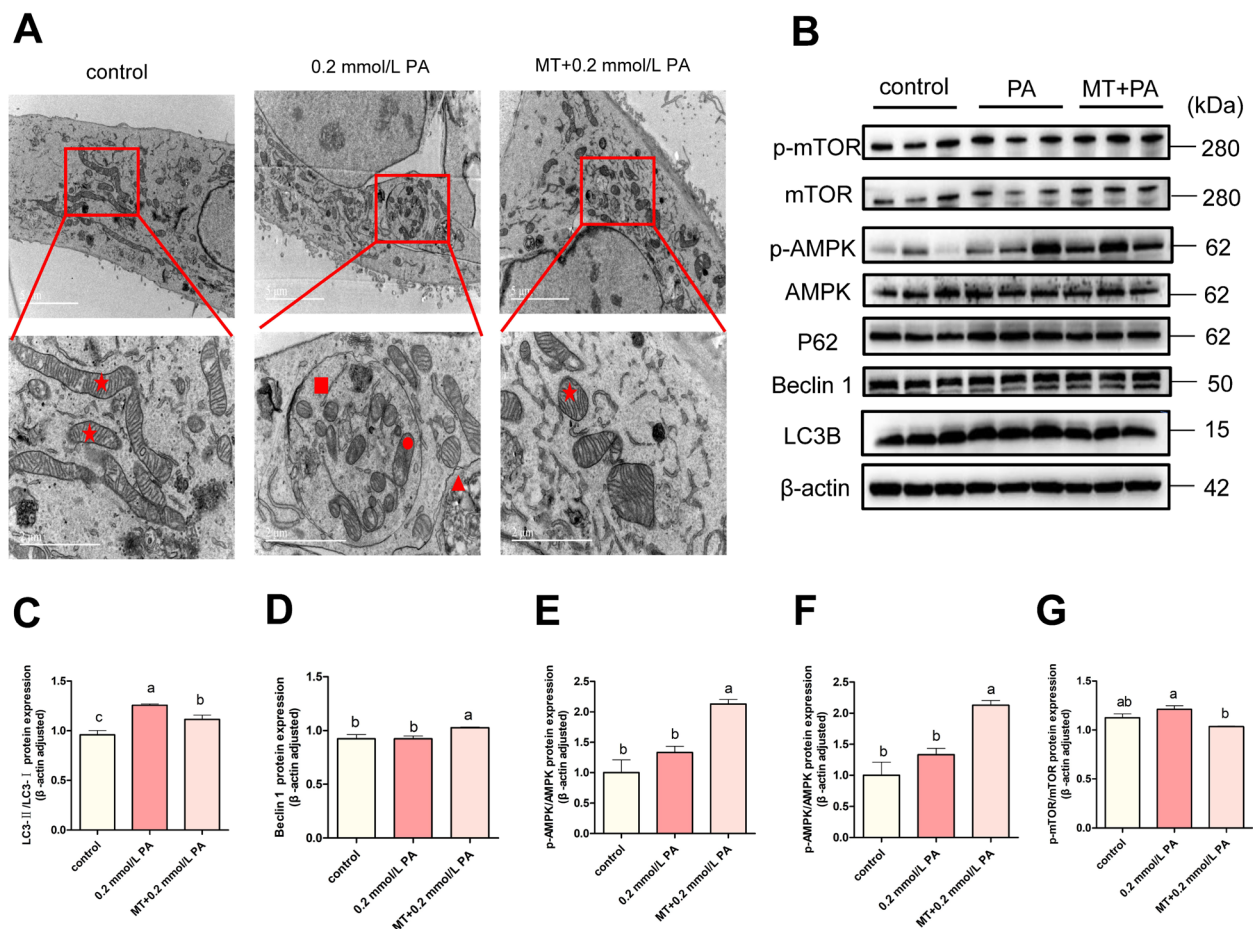 A
control
0.2 mmol/L PA
MT+0.2 mmol/L PA
5 μm
5 μm
5 μm
2 μm
2 μm
B
control PA MT+PA (kDa)
p-mTOR 280
mTOR 280
p-AMPK 62
AMPK 62
P62 62
Beclin 1 50
LC3B 15
β-actin 42
C
LC3-Ⅱ/LC3-Ⅰ protein expression
(β -actin adjusted)
1.5
1.0
0.5
0.0
c
a
b
control
0.2 mmol/L PA
MT+0.2 mmol/L PA
D
Beclin 1 protein expression
(β -actin adjusted)
1.5
1.0
0.5
0.0
b
b
a
control
0.2 mmol/L PA
MT+0.2 mmol/L PA
E
p-AMPK/AMPK protein expression
(β -actin adjusted)
2.5
2.0
1.5
1.0
0.5
0.0
b
b
a
control
0.2 mmol/L PA
MT+0.2 mmol/L PA
F
p-AMPK/AMPK protein expression
(β -actin adjusted)
2.5
2.0
1.5
1.0
0.5
0.0
b
b
a
control
0.2 mmol/L PA
MT+0.2 mmol/L PA
G
p-mTOR/mTOR protein expression
(β -actin adjusted)
1.5
1.0
0.5
0.0
ab
a
b
control
0.2 mmol/L PA
MT+0.2 mmol/L PA